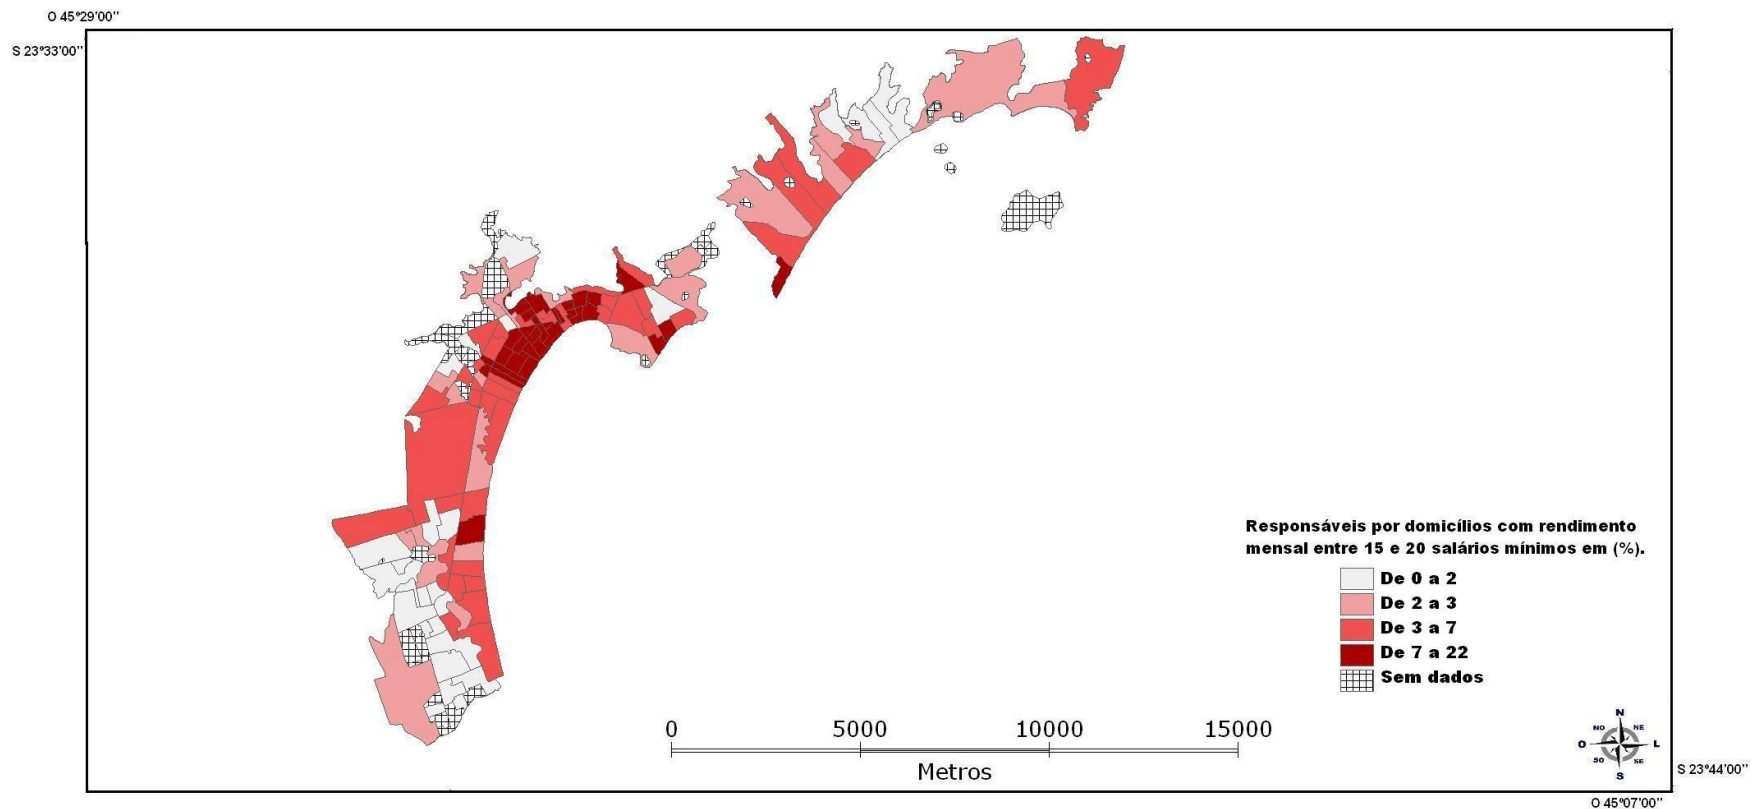 O 45°29'00''
S 23°33'00''
Responsáveis por domicílios com rendimento
mensal entre 15 e 20 salários mínimos em (%).
De 0 a 2
De 2 a 3
De 3 a 7
De 7 a 22
Sem dados
0 5000 10000 15000
Metros
N
NO NE
O L
SO SE
S
S 23°44'00''
O 45°07'00''